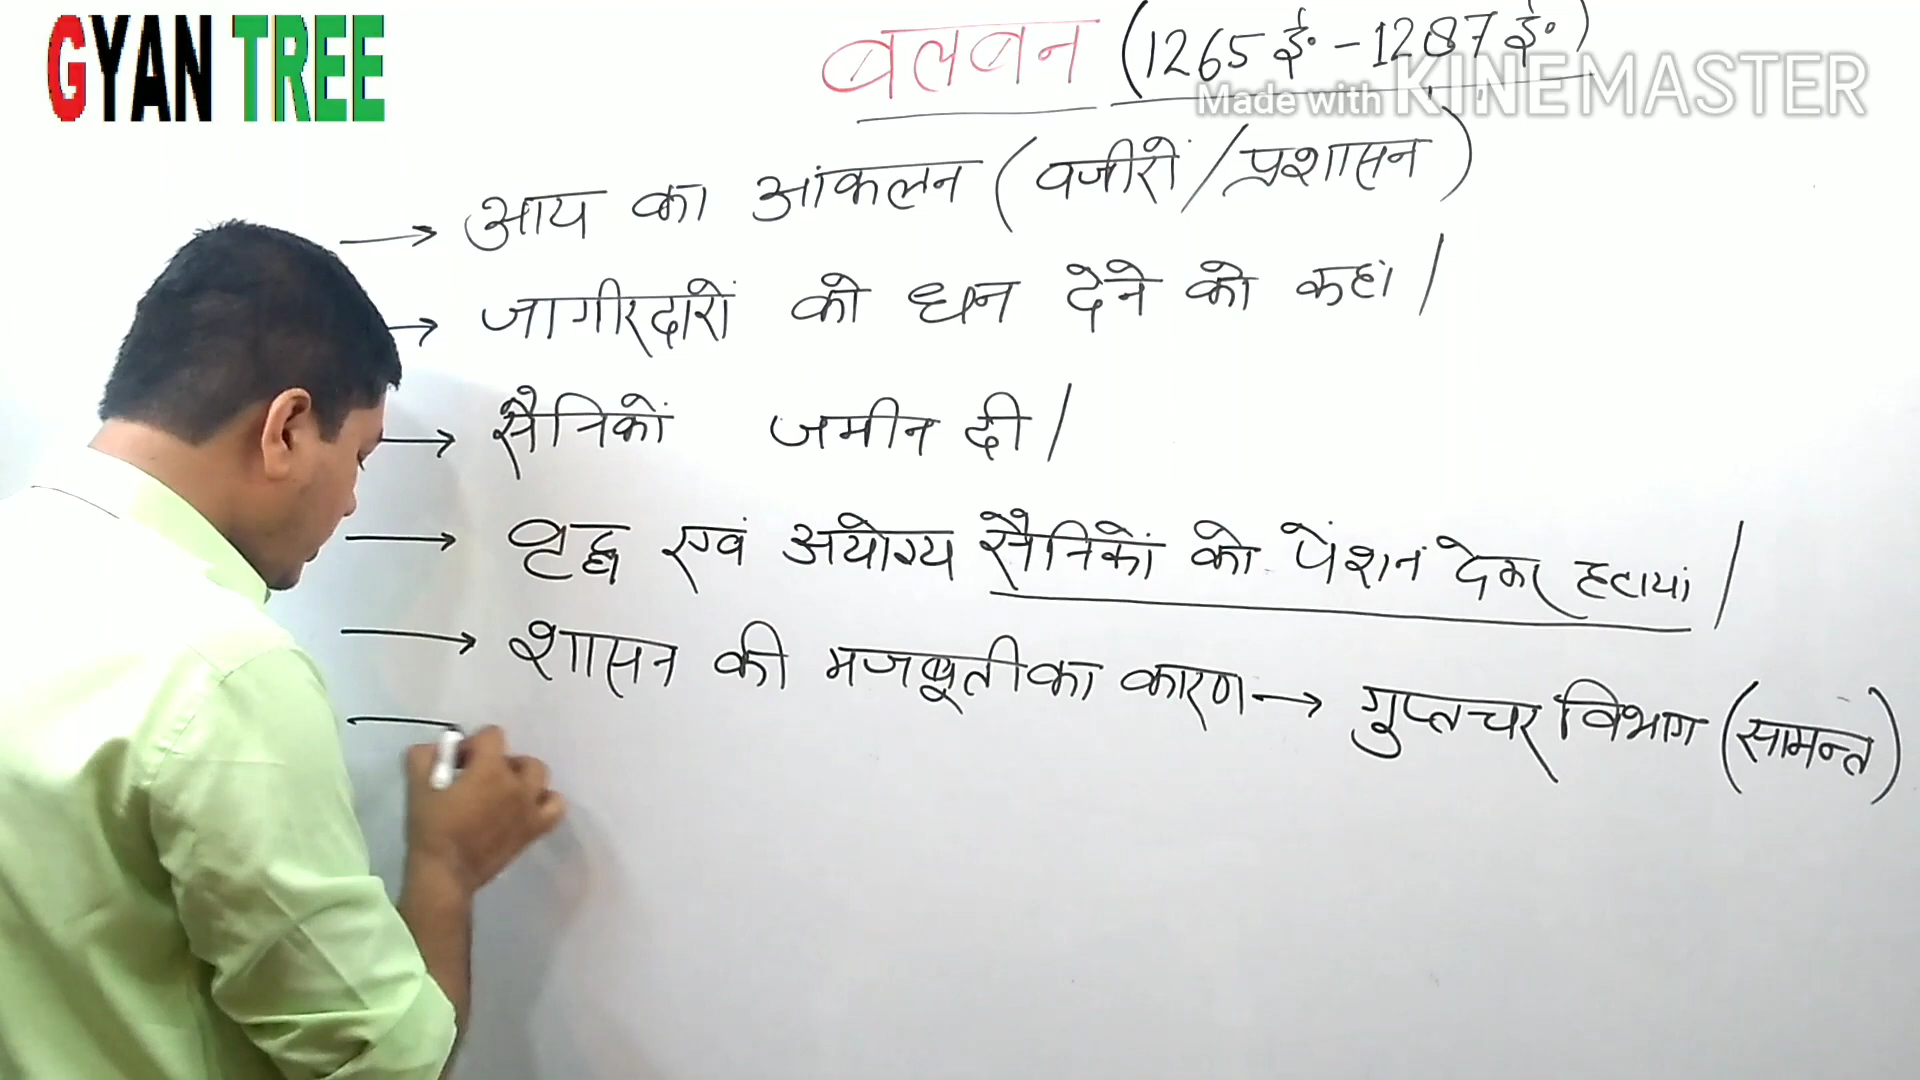 GYAN TREE
बलबन (1265 ई॰ - 1287 ई॰)
Made with KINEMASTER
→ आय का आंकलन (वजीरों/प्रशासन)
→ जागीरदारों को धन देने को कहां|
→ सैनिकों जमीन दी|
→ वृद्ध एवं अयोग्य सैनिकों को पेंशन देकर हटायां|
→ शासन की मजबूती का कारण → गुप्तचर विभाग (सामन्त)